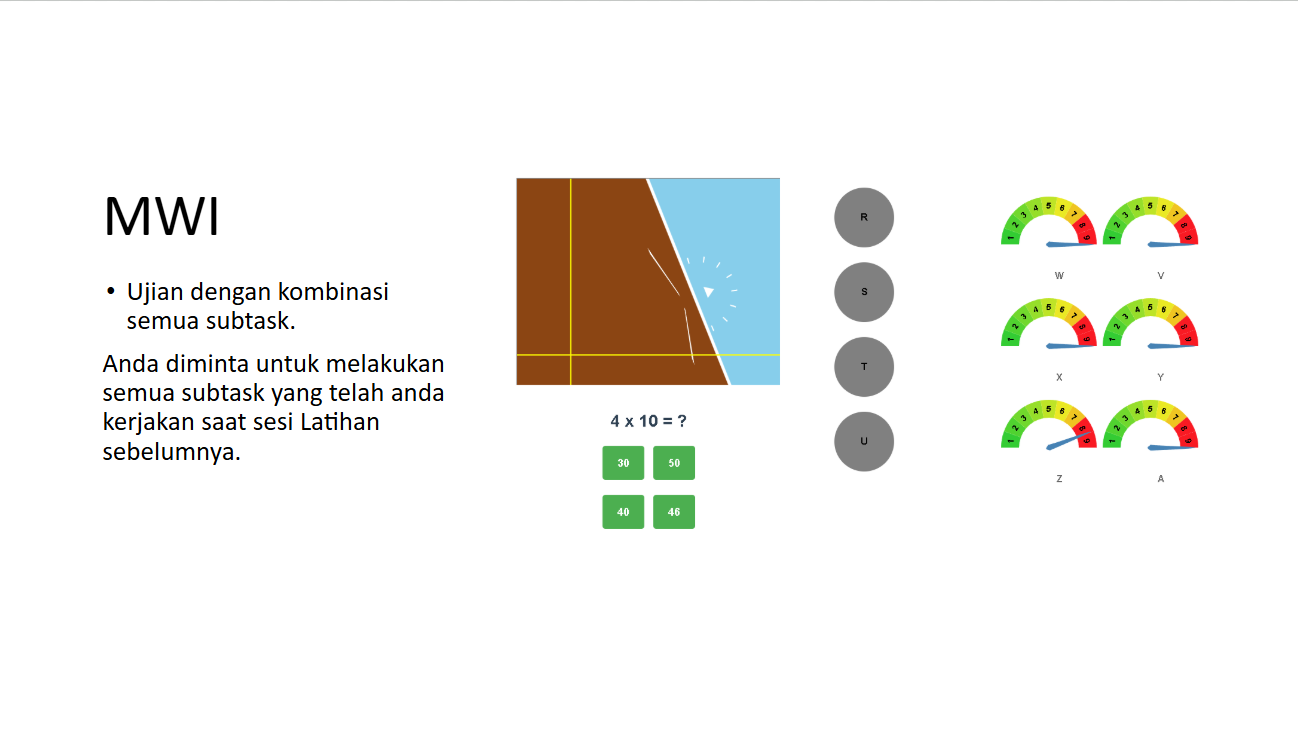 MWI
• Ujian dengan kombinasi
semua subtask.
Anda diminta untuk melakukan
semua subtask yang telah anda
kerjakan saat sesi Latihan
sebelumnya.
4 x 10 = ?
30 50
40 46
R
S
T
U
1 2 3 4 5 6 7 8 9
1 2 3 4 5 6 7 8 9
W V
1 2 3 4 5 6 7 8 9
1 2 3 4 5 6 7 8 9
X Y
1 2 3 4 5 6 7 8 9
1 2 3 4 5 6 7 8 9
Z A